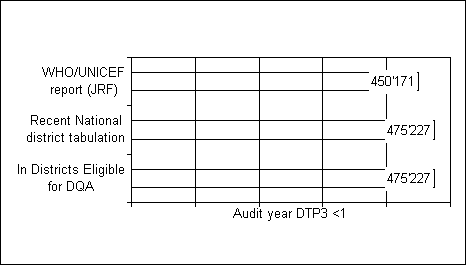 WHO/UNICEF
report (JRF)
450'171
Recent National
district tabulation
475'227
In Districts Eligible
for DQA
475'227
Audit year DTP3 <1